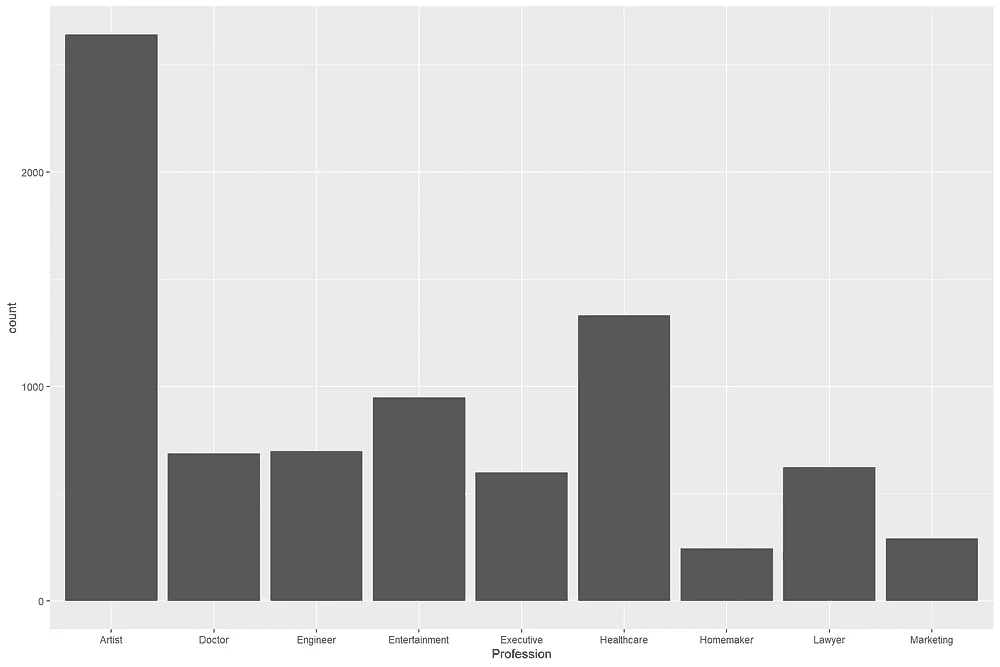 2000
1000
0
count
Artist Doctor Engineer Entertainment Executive Healthcare Homemaker Lawyer Marketing
Profession